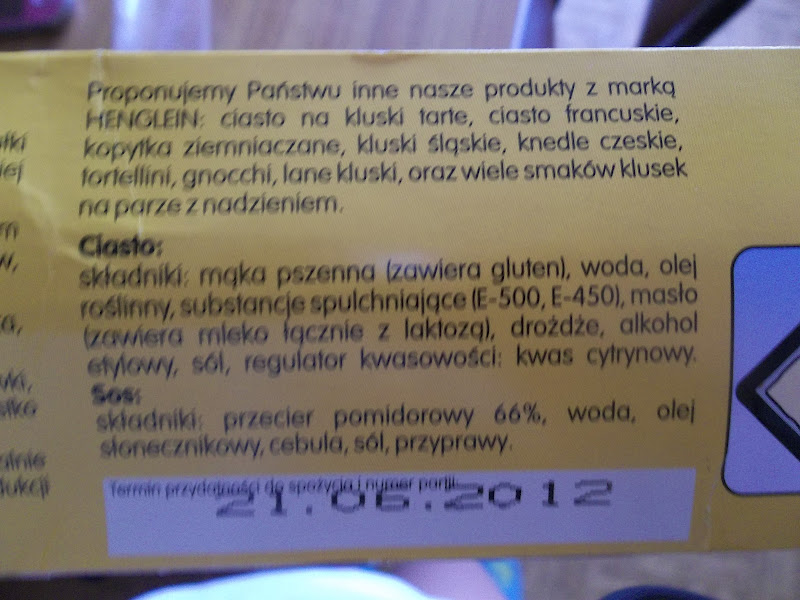 Proponujemy Państwu inne nasze produkty z marką
HENGLEIN: ciasto na kluski tarte, ciasto francuskie,
kopytka ziemniaczane, kluski śląskie, knedle czeskie,
tortellini, gnocchi, lane kluski, oraz wiele smaków klusek
na parze z nadzieniem.
Ciasto:
składniki: mąka pszenna (zawiera gluten), woda, olej
roślinny, substancje spulchniające (E-500, E-450), masło
(zawiera mleko łącznie z laktozą), drożdże, alkohol
etylowy, sól, regulator kwasowości: kwas cytrynowy.
Sos:
składniki: przecier pomidorowy 66%, woda, olej
słonecznikowy, cebula, sól, przyprawy.
Termin przydatności do spożycia i numer partii:
21.06.2012